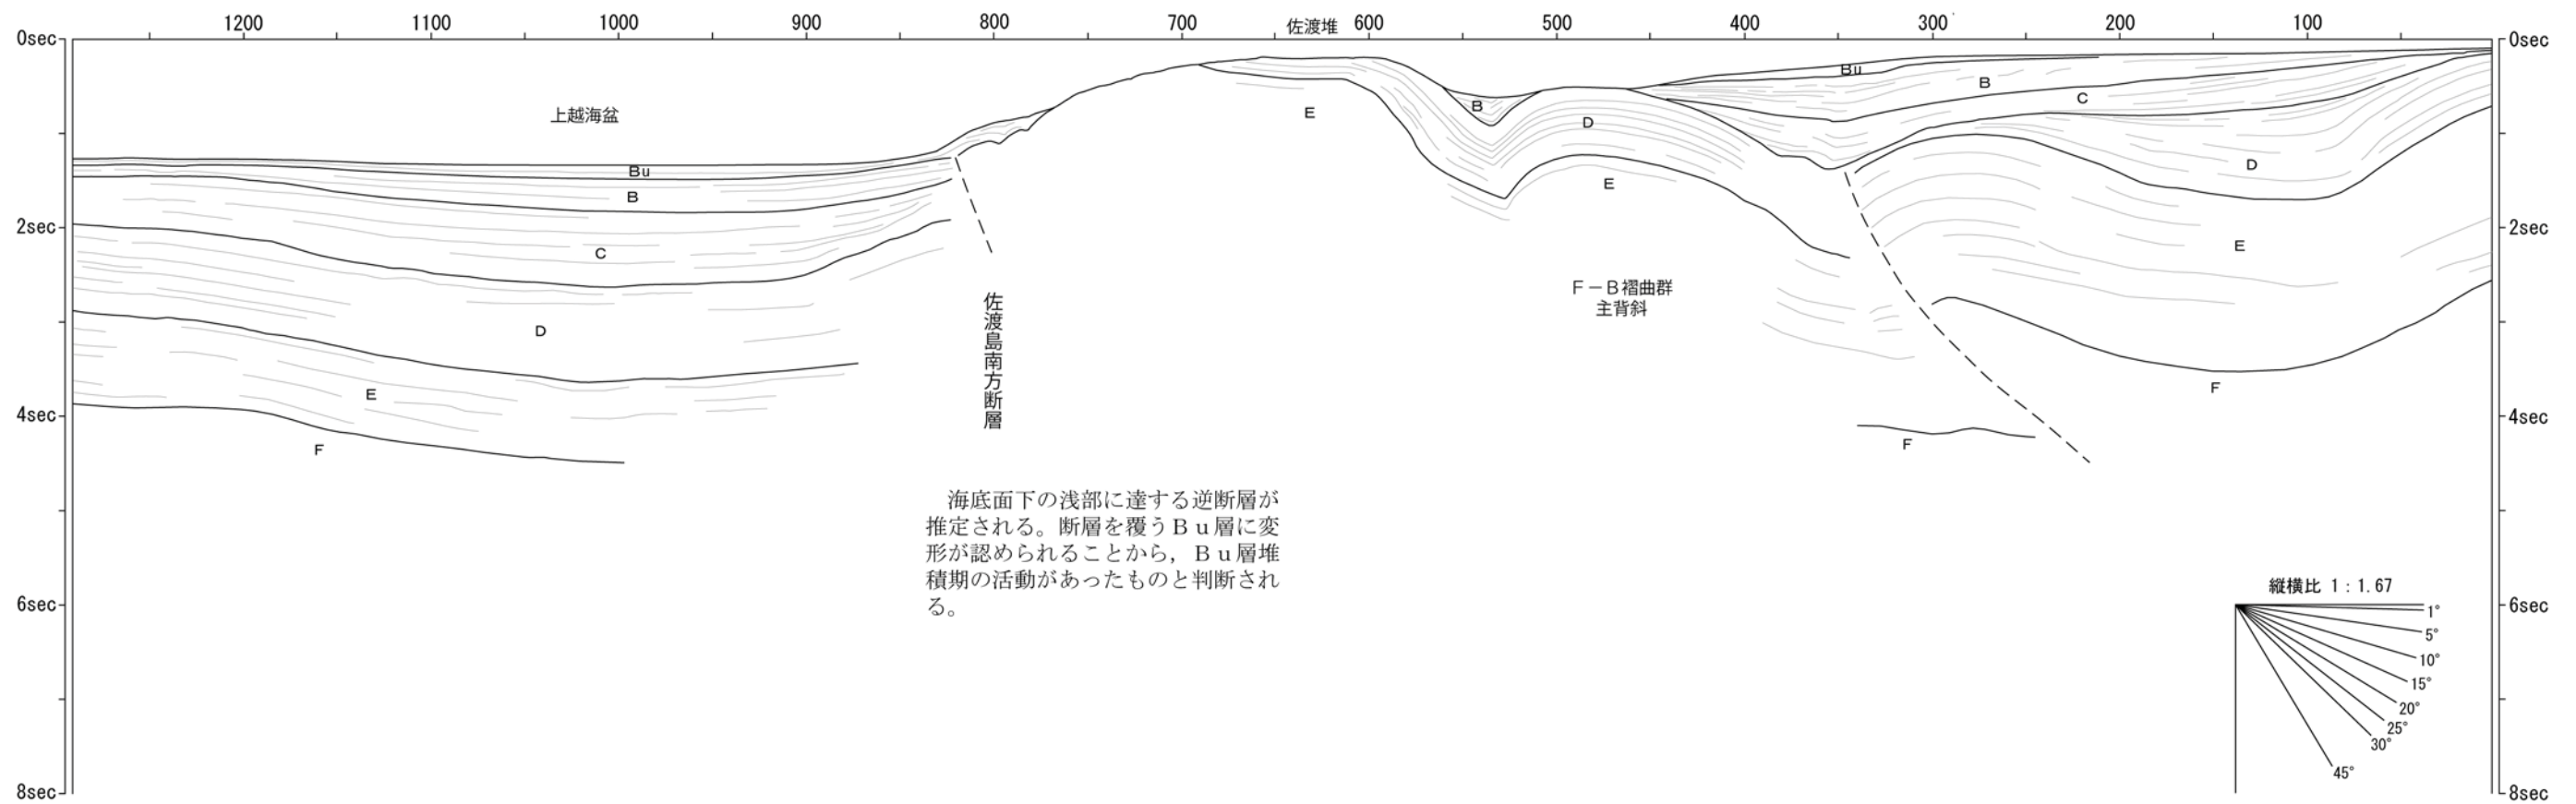 1200 1100 1000 900 800 700 佐渡堆 600 500 400 300 200 100
0sec 0sec
2sec 2sec
4sec 4sec
6sec 6sec
8sec 8sec
上越海盆
Bu
B
C
D
E
F
佐渡島南方断層
E
B
D
E
F－B褶曲群
主背斜
Bu
B
C
D
E
F
F
　海底面下の浅部に達する逆断層が
推定される。断層を覆うＢｕ層に変
形が認められることから，Ｂｕ層堆
積期の活動があったものと判断され
る。
縦横比 1：1.67
1°
5°
10°
15°
20°
25°
30°
45°